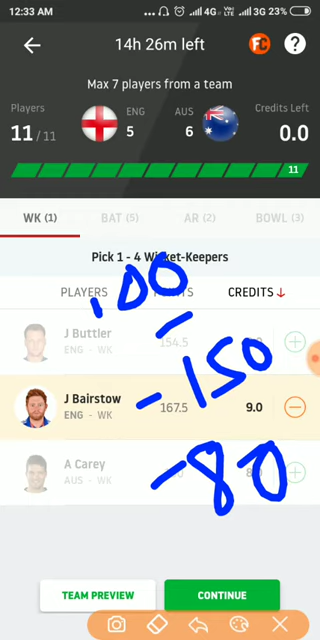 12:33 AM ... 4G VoLTE 3G 23%
14h 26m left FC ?
Max 7 players from a team
Players ENG AUS Credits Left
11/11 5 6 0.0
11
WK (1) BAT (5) AR (2) BOWL (3)
Pick 1 - 4 Wicket-Keepers
PLAYERS CREDITS
.00
J Buttler 154.5
ENG - WK
-150
J Bairstow 167.5 9.0
ENG - WK
A Carey
AUS - WK
-80
TEAM PREVIEW CONTINUE